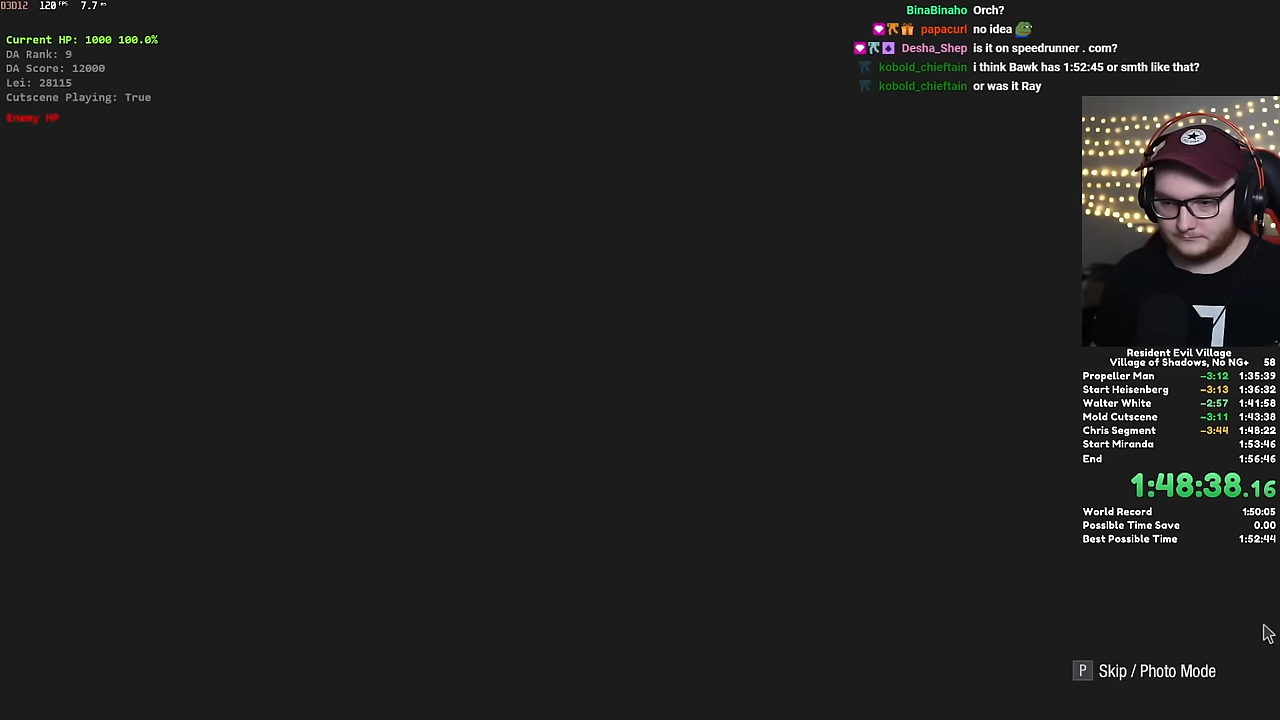 D3D12 120 FPS 7.7 ms
Current HP: 1000 100.0%
DA Rank: 9
DA Score: 12000
Lei: 28115
Cutscene Playing: True
Enemy HP
BinaBinaho Orch?
papacurl no idea
Desha_Shep is it on speedrunner . com?
kobold_chieftain i think Bawk has 1:52:45 or smth like that?
kobold_chieftain or was it Ray
Resident Evil Village
Village of Shadows, No NG+ 58
Propeller Man -3:12 1:35:39
Start Heisenberg -3:13 1:36:32
Walter White -2:57 1:41:58
Mold Cutscene -3:11 1:43:38
Chris Segment -3:44 1:48:22
Start Miranda 1:53:46
End 1:56:46
1:48:38.16
World Record 1:50:05
Possible Time Save 0.00
Best Possible Time 1:52:44
P Skip / Photo Mode